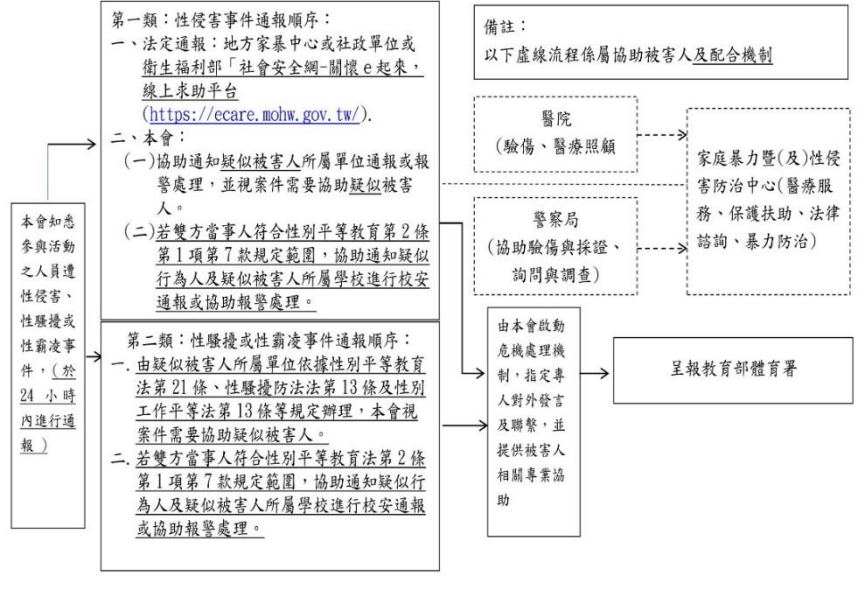 本會知悉
參與活動
之人員遭
性侵害、
性騷擾或
性霸凌事
件，(於
24 小時
內進行通
報)
第一類：性侵害事件通報順序：
一、法定通報：地方家暴中心或社政單位或
衛生福利部「社會安全網-關懷e起來，
線上求助平台
(https://ecare.mohw.gov.tw/).
二、本會：
(一)協助通知疑似被害人所屬單位通報或報
警處理，並視案件需要協助疑似被害
人。
(二)若雙方當事人符合性別平等教育第2條
第1項第7款規定範圍，協助通知疑似
行為人及疑似被害人所屬學校進行校安
通報或協助報警處理。
第二類：性騷擾或性霸凌事件通報順序：
一. 由疑似被害人所屬單位依據性別平等教育
法第21條、性騷擾防法法第13條及性別
工作平等法第13條等規定辦理，本會視
案件需要協助疑似被害人。
二. 若雙方當事人符合性別平等教育法第2條
第1項第7款規定範圍，協助通知疑似行
為人及疑似被害人所屬學校進行校安通報
或協助報警處理。
備註：
以下虛線流程係屬協助被害人及配合機制
醫院
(驗傷、醫療照顧
警察局
(協助驗傷與採證、
詢問與調查)
家庭暴力暨(及)性侵
害防治中心(醫療服
務、保護扶助、法律
諮詢、暴力防治)
由本會啟動
危機處理機
制，指定專
人對外發言
及聯繫，並
提供被害人
相關專業協
助
呈報教育部體育署